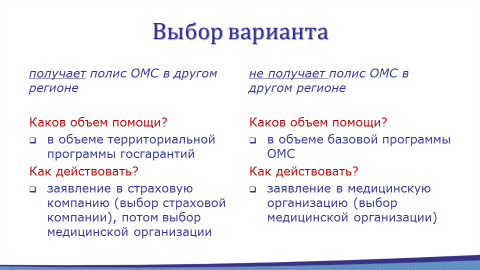 Выбор варианта
получает полис ОМС в другом
регионе
Каков объем помощи?
в объеме территориальной
программы госгарантий
Как действовать?
заявление в страховую
компанию (выбор страховой
компании), потом выбор
медицинской организации
не получает полис ОМС в
другом регионе
Каков объем помощи?
в объеме базовой программы
ОМС
Как действовать?
заявление в медицинскую
организацию (выбор
медицинской организации)